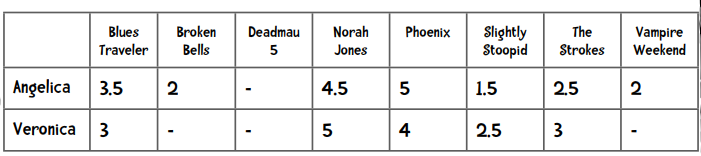 Blues Traveler Broken Bells Deadmau 5 Norah Jones Phoenix Slightly Stoopid The Strokes Vampire Weekend
Angelica 3.5 2 - 4.5 5 1.5 2.5 2
Veronica 3 - - 5 4 2.5 3 -